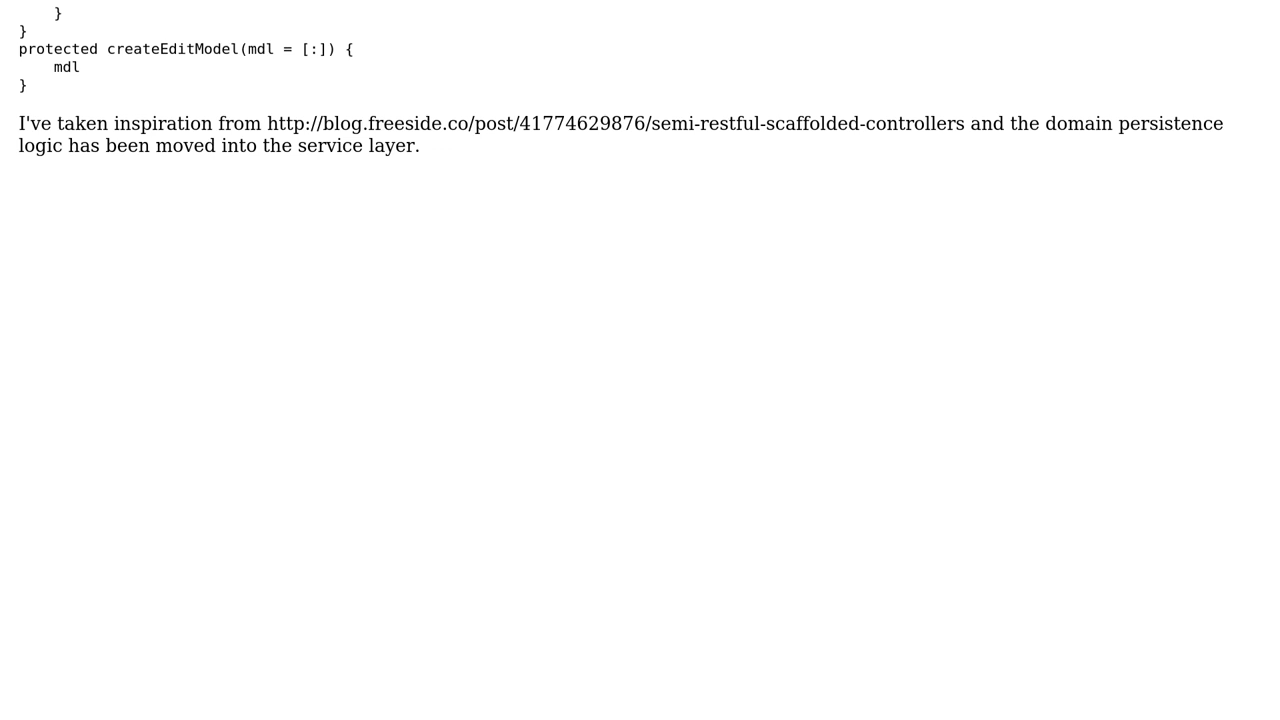 }
}
protected createEditModel(mdl = [:]) {
    mdl
}
I've taken inspiration from http://blog.freeside.co/post/41774629876/semi-restful-scaffolded-controllers and the domain persistence
logic has been moved into the service layer.